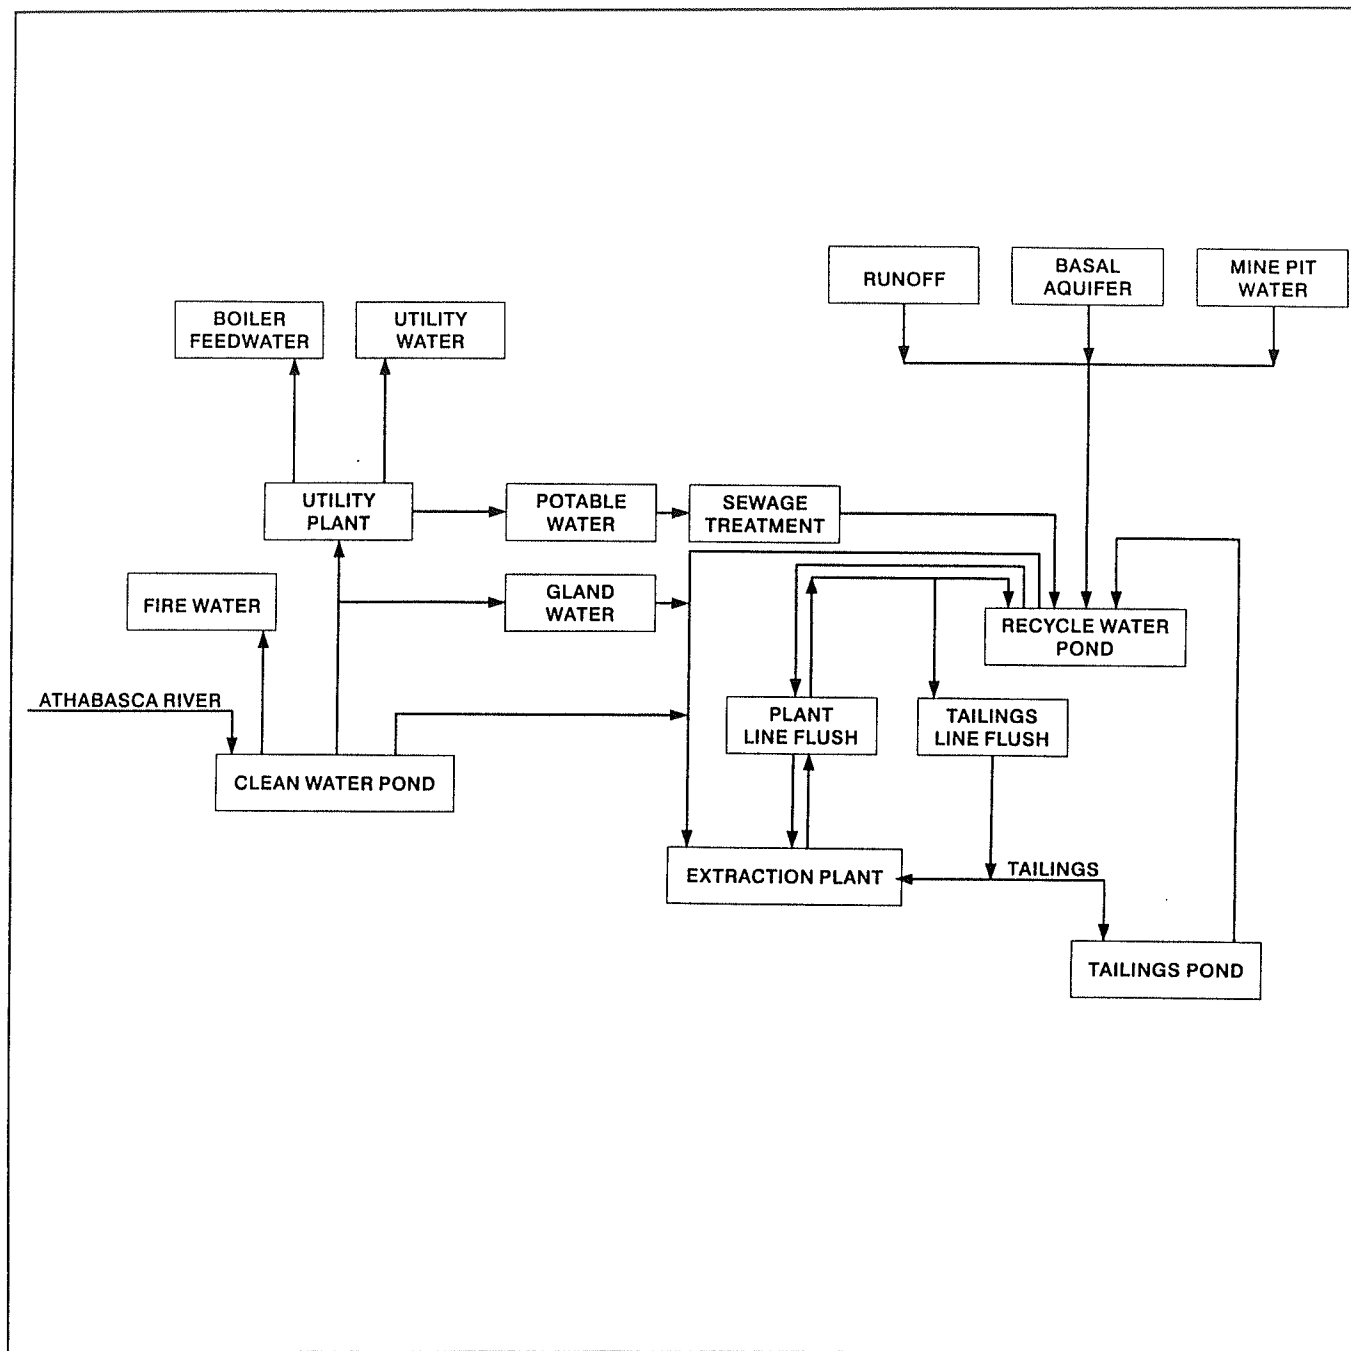 RUNOFF
BASAL
AQUIFER
MINE PIT
WATER
BOILER
FEEDWATER
UTILITY
WATER
UTILITY
PLANT
POTABLE
WATER
SEWAGE
TREATMENT
FIRE WATER
GLAND
WATER
RECYCLE WATER
POND
ATHABASCA RIVER
PLANT
LINE FLUSH
TAILINGS
LINE FLUSH
CLEAN WATER POND
EXTRACTION PLANT
TAILINGS
TAILINGS POND